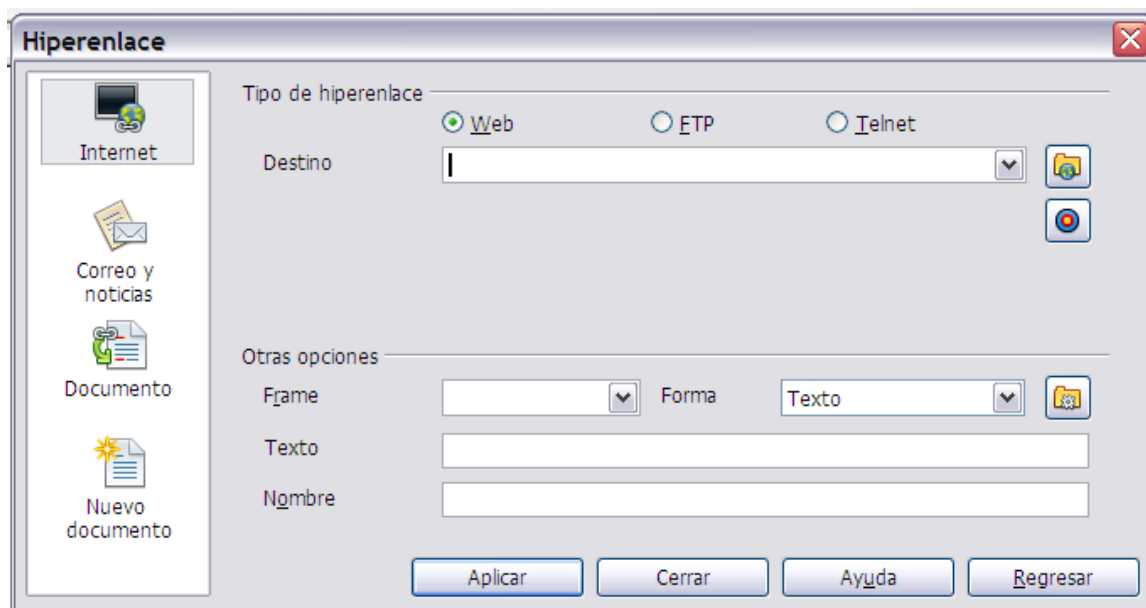 Hiperenlace
Internet
Correo y
noticias
Documento
Nuevo
documento
Tipo de hiperenlace
Web FTP Telnet
Destino
Otras opciones
Frame Forma Texto
Texto
Nombre
Aplicar Cerrar Ayuda Regresar